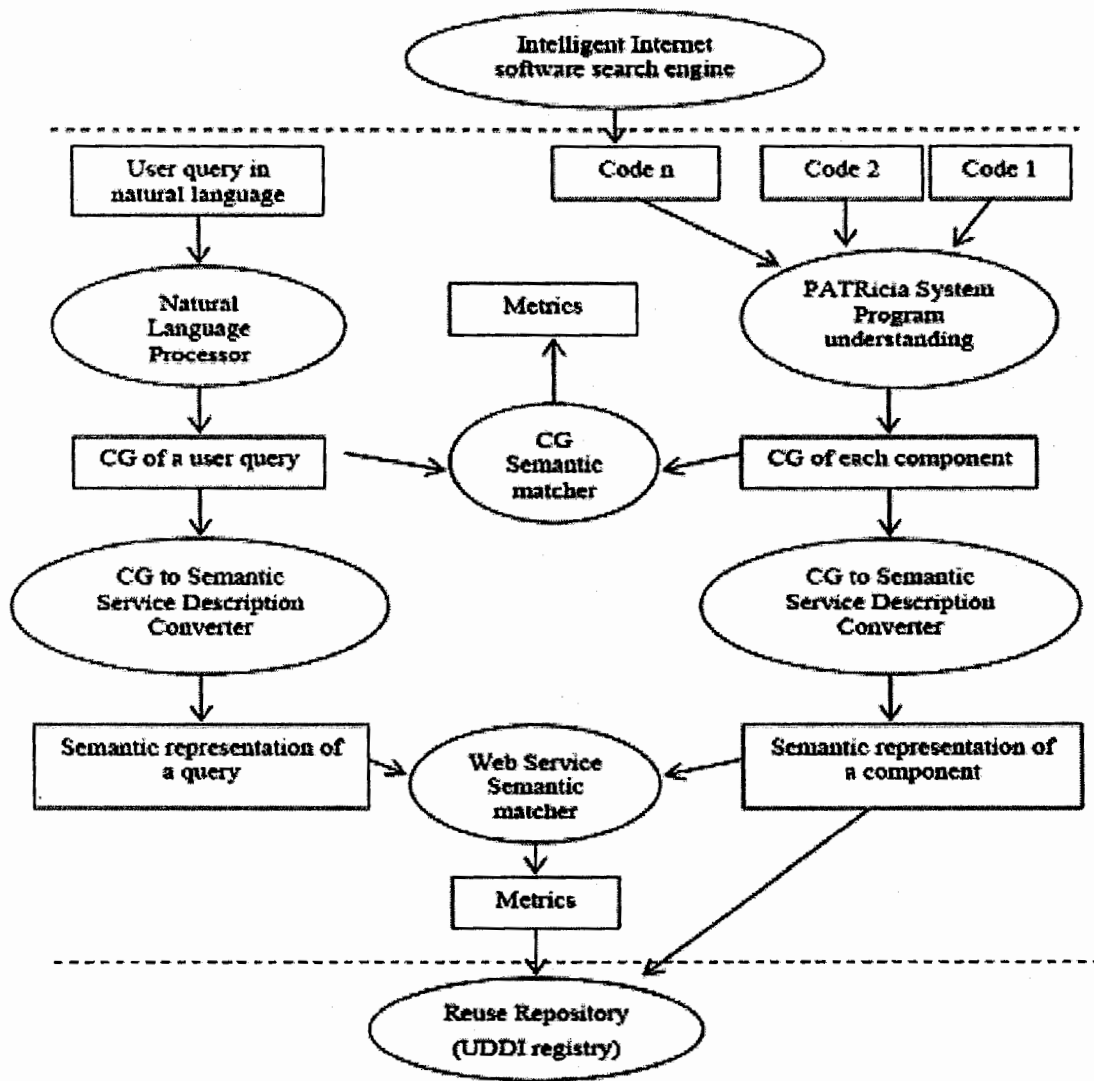 Intelligent Internet
software search engine
User query in
natural language
Code n
Code 2
Code 1
Natural
Language
Processor
Metrics
PATRicia System
Program
understanding
CG of a user query
CG
Semantic
matcher
CG of each component
CG to Semantic
Service Description
Converter
CG to Semantic
Service Description
Converter
Semantic representation of
a query
Web Service
Semantic
matcher
Semantic representation of
a component
Metrics
Reuse Repository
(UDDI registry)